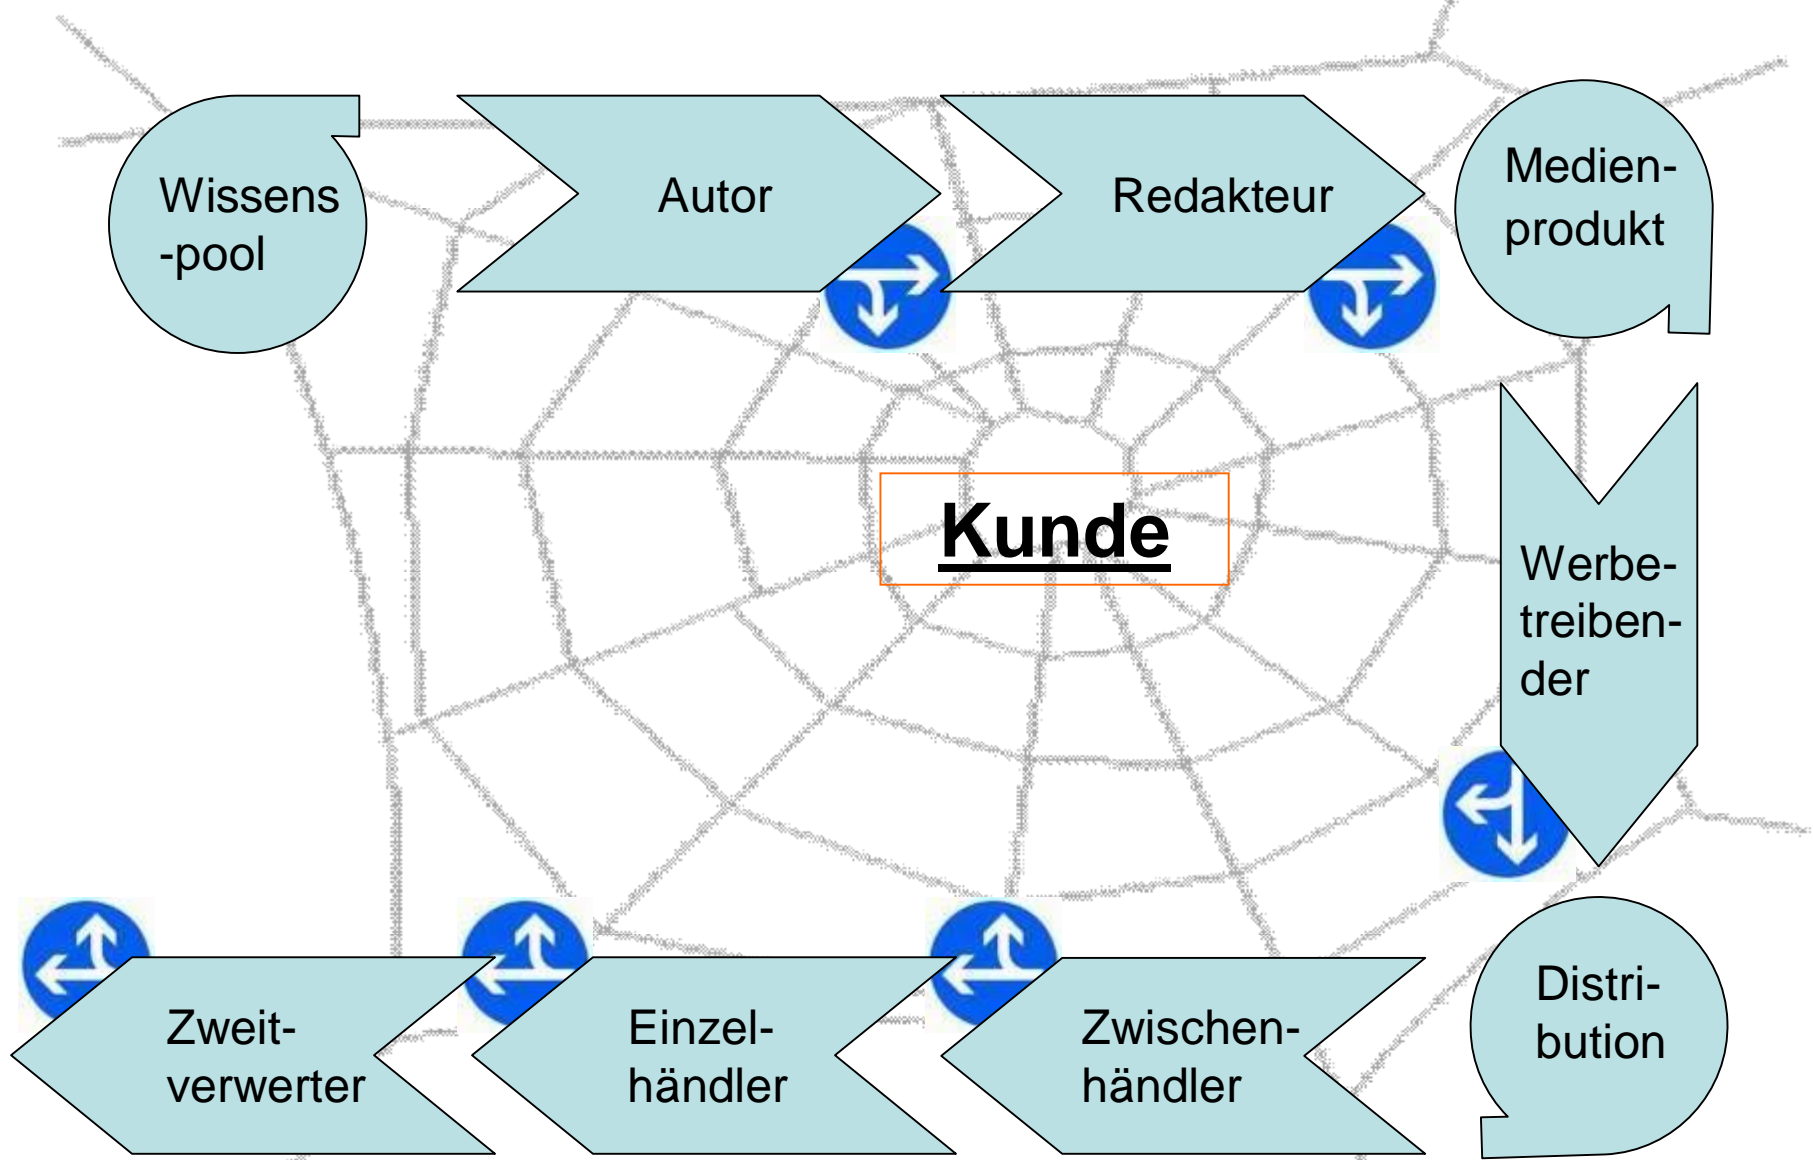 Wissens
-pool
Autor
Redakteur
Medien-
produkt
Kunde
Werbe-
treiben-
der
Distri-
bution
Zwischen-
händler
Einzel-
händler
Zweit-
verwerter